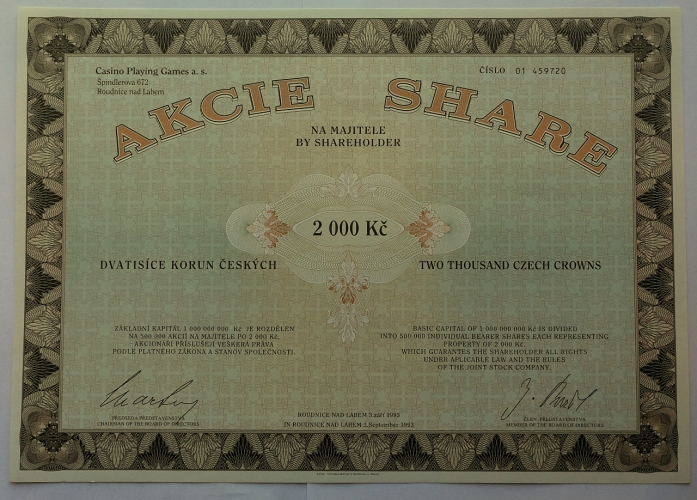 Casino Playing Games a. s.
Špindlerova 672
Roudnice nad Labem
ČÍSLO 01 459720
AKCIE SHARE
NA MAJITELE
BY SHAREHOLDER
2 000 Kč
DVATISÍCE KORUN ČESKÝCH
TWO THOUSAND CZECH CROWNS
ZÁKLADNÍ KAPITÁL 1 000 000 000 Kč JE ROZDĚLEN
NA 500 000 AKCIÍ NA MAJITELE PO 2 000 Kč.
AKCIONÁŘI PŘÍSLUŠEJÍ VEŠKERÁ PRÁVA
PODLE PLATNÉHO ZÁKONA A STANOV SPOLEČNOSTI.
BASIC CAPITAL OF 1 000 000 000 Kč IS DIVIDED
INTO 500 000 INDIVIDUAL BEARER SHARES EACH REPRESENTING
PROPERTY OF 2 000 Kč.
WHICH GUARANTES THE SHAREHOLDER ALL RIGHTS
UNDER APLICABLE LAW AND THE RULES
OF THE JOINT STOCK COMPANY.
PŘEDSEDA PŘEDSTAVENSTVA
CHAIRMAN OF THE BOARD OF DIRECTORS
ROUDNICE NAD LABEM 3.září 1993
IN ROUDNICE NAD LABEM 3.September 1993
ČLEN PŘEDSTAVENSTVA
MEMBER OF THE BOARD OF DIRECTORS